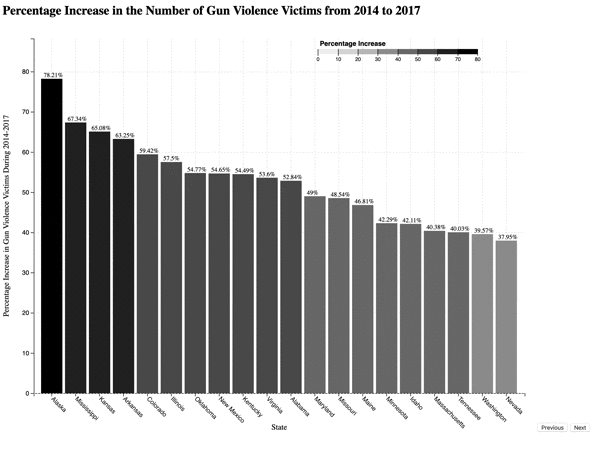 Percentage Increase in the Number of Gun Violence Victims from 2014 to 2017
Percentage Increase
0 10 20 30 40 50 60 70 80
Percentage Increase in Gun Violence Victims During 2014-2017
80
70
60
50
40
30
20
10
0
78.21% 67.34% 65.08% 63.25% 59.42% 57.5% 54.77% 54.65% 54.49% 53.6% 52.84% 49% 48.54% 46.81% 42.29% 42.11% 40.38% 40.03% 39.57% 37.95%
Alaska Mississippi Kansas Arkansas Colorado Illinois Oklahoma New Mexico Kentucky Virginia Alabama Maryland Missouri Maine Minnesota Idaho Massachusetts Tennessee Washington Nevada
State
Previous Next